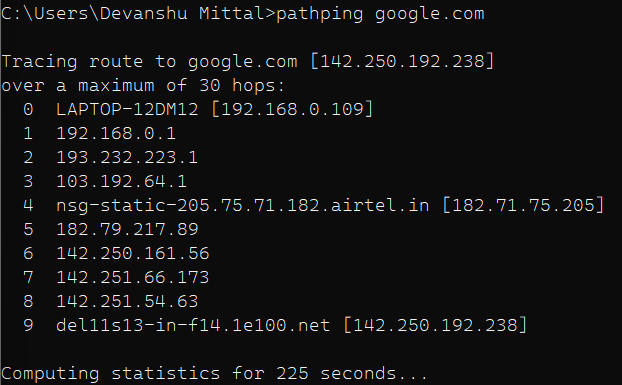 C:\Users\Devanshu Mittal>pathping google.com
Tracing route to google.com [142.250.192.238]
over a maximum of 30 hops:
0 LAPTOP-12DM12 [192.168.0.109]
1 192.168.0.1
2 193.232.223.1
3 103.192.64.1
4 nsg-static-205.75.71.182.airtel.in [182.71.75.205]
5 182.79.217.89
6 142.250.161.56
7 142.251.66.173
8 142.251.54.63
9 del11s13-in-f14.1e100.net [142.250.192.238]
Computing statistics for 225 seconds...